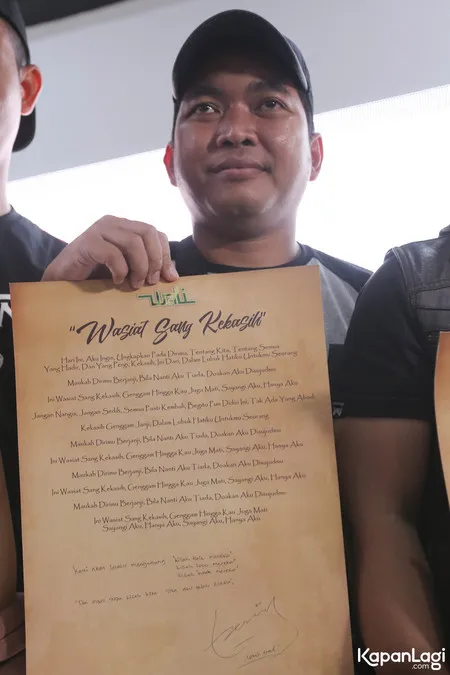 Wali
"Wasiat Sang Kekasih"
Hari Ini, Aku Ingin, Ungkapkan Pada Dirimu, Tentang Kita, Tentang Semua
Yang Hadir, Dan Yang Pergi, Kekasih, Ini Dari, Dalam Lubuk Hatiku Untukmu Seorang
Maukah Dirimu Berjanji, Bila Nanti Aku Tiada, Doakan Aku Disujudmu
Ini Wasiat Sang Kekasih, Genggam Hingga Kau Juga Mati, Sayangi Aku, Hanya Aku
Jangan Nangis, Jangan Sedih, Semua Pasti Kembali, Begitu Pun Diriku Ini, Tak Ada Yang Abadi
Kekasih Genggam, Janji, Dalam Lubuk Hatiku Untukmu Seorang
Maukah Dirimu Berjanji, Bila Nanti Aku Tiada, Doakan Aku Disujudmu
Ini Wasiat Sang Kekasih, Genggam Hingga Kau Juga Mati, Sayangi Aku, Hanya Aku
Maukah Dirimu Berjanji, Bila Nanti Aku Tiada, Doakan Aku Disujudmu
Ini Wasiat Sang Kekasih, Genggam Hingga Kau Juga Mati, Sayangi Aku, Hanya Aku
Maukah Dirimu Berjanji, Bila Nanti Aku Tiada, Doakan Aku Disujudmu
Ini Wasiat Sang Kekasih, Genggam Hingga Kau Juga Mati
Sayangi Aku, Hanya Aku, Sayangi Aku, Hanya Aku
KapanLagi
.com